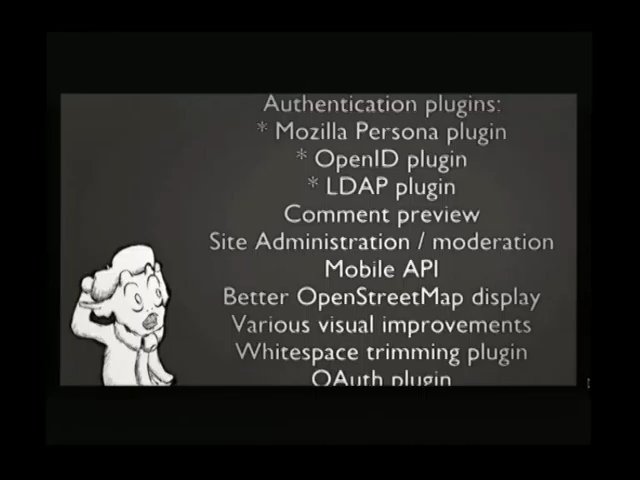 Authentication plugins:
* Mozilla Persona plugin
* OpenID plugin
* LDAP plugin
Comment preview
Site Administration / moderation
Mobile API
Better OpenStreetMap display
Various visual improvements
Whitespace trimming plugin
OAuth plugin